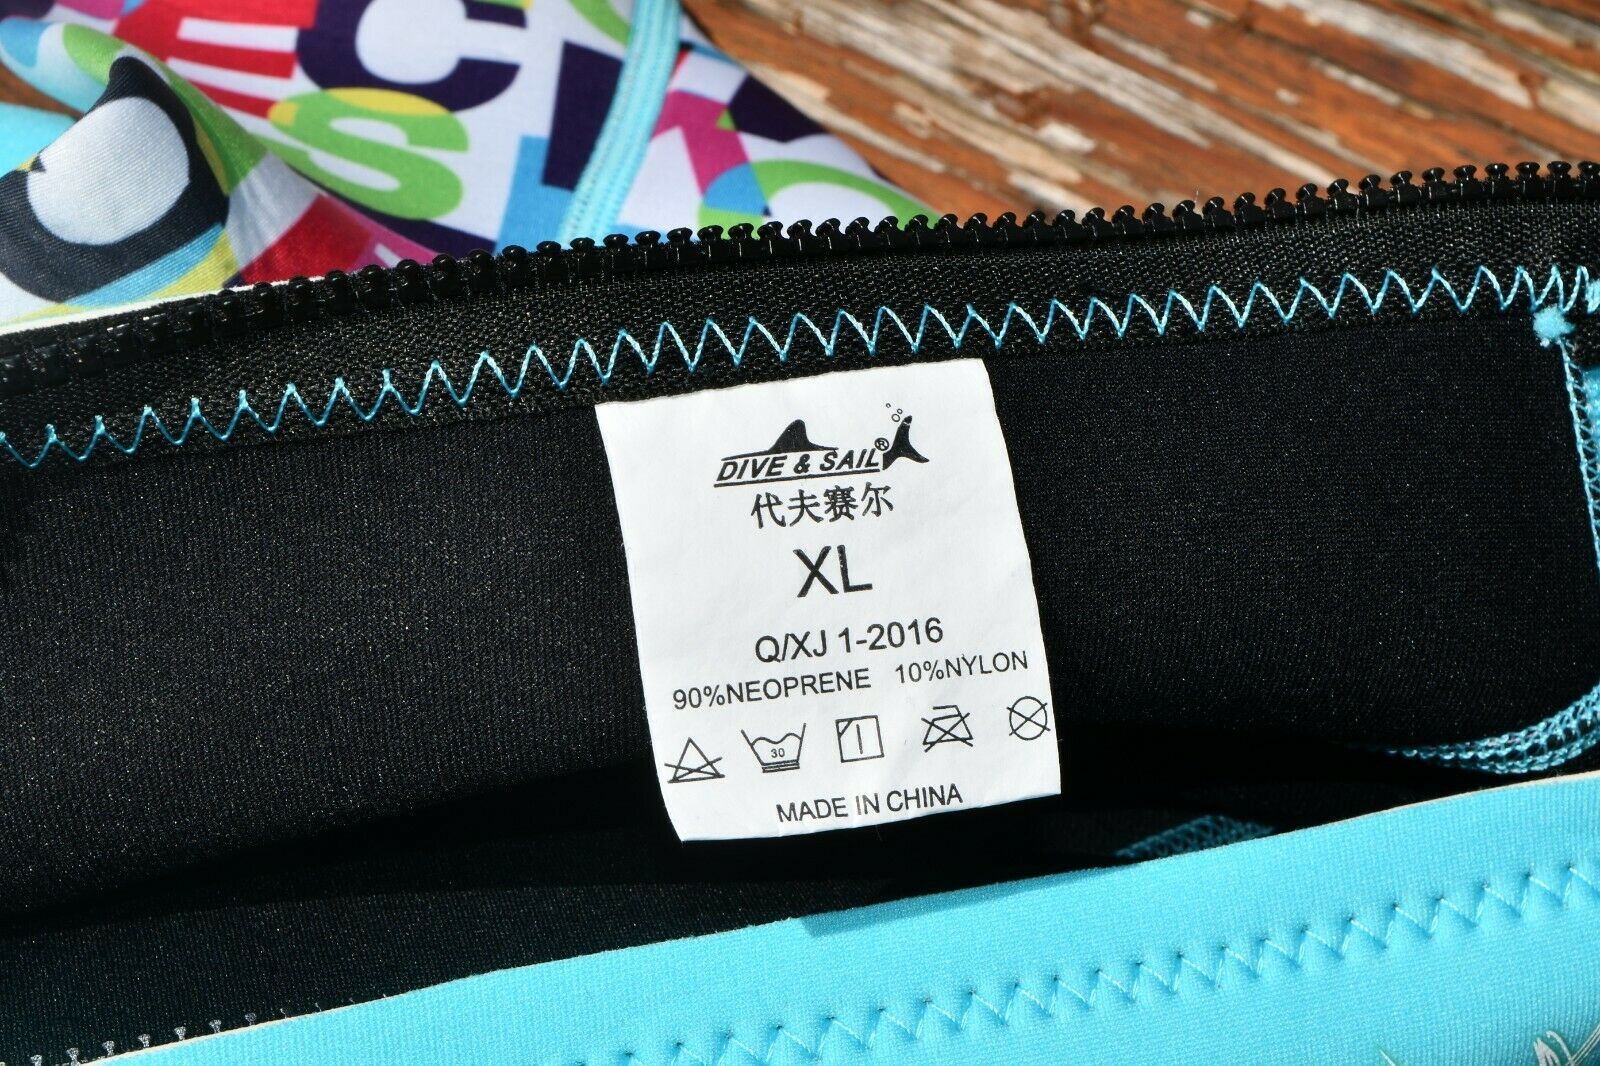 DIVE & SAIL®
代夫赛尔
XL
Q/XJ 1-2016
90%NEOPRENE 10%NYLON
30
MADE IN CHINA